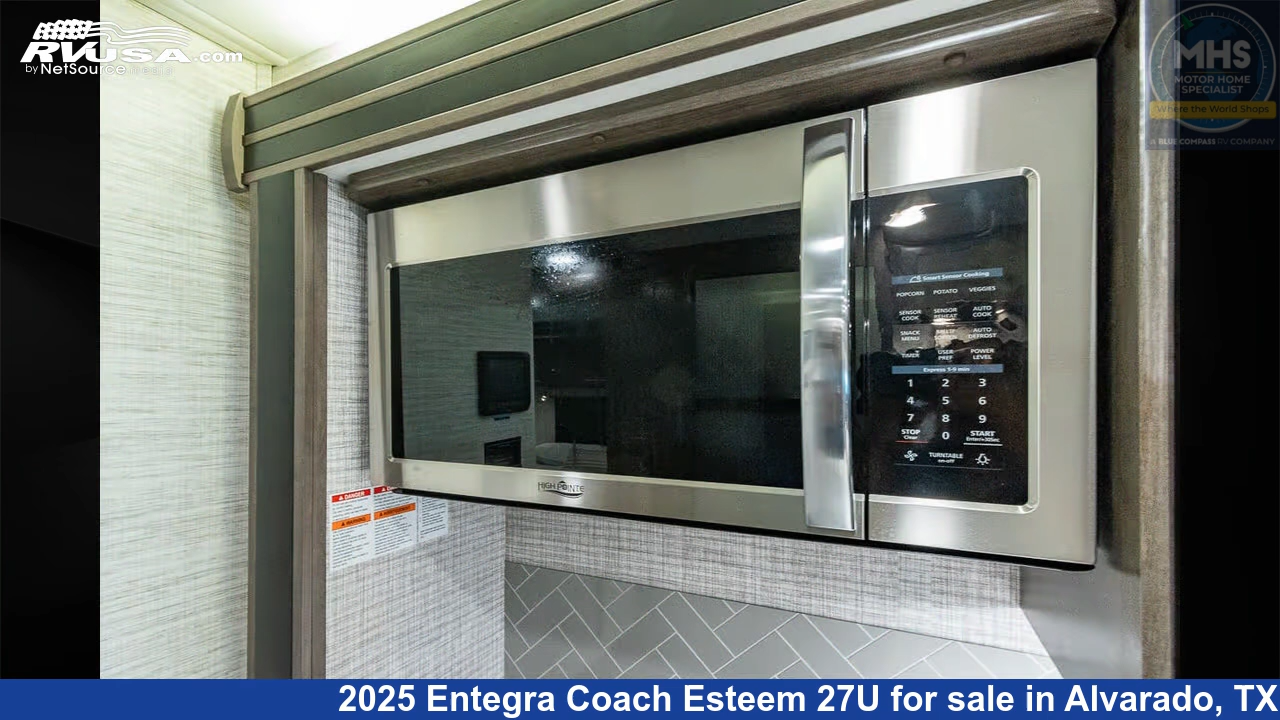 RVUSA.com
by NetSource Media
MHS
MOTOR HOME
SPECIALIST
Where the World Shops
A BLUE COMPASS RV COMPANY
Smart Sensor Cooking
POPCORN POTATO VEGGIES
SENSOR COOK SENSOR REHEAT AUTO COOK
SNACK MENU AUTO DEFROST
TIMER USER PREF POWER LEVEL
Express 1-9 min
1 2 3
4 5 6
7 8 9
STOP Clear 0 START Enter/+30Sec
TURNTABLE on-off
HIGH POINTE
DANGER
WARNING
2025 Entegra Coach Esteem 27U for sale in Alvarado, TX